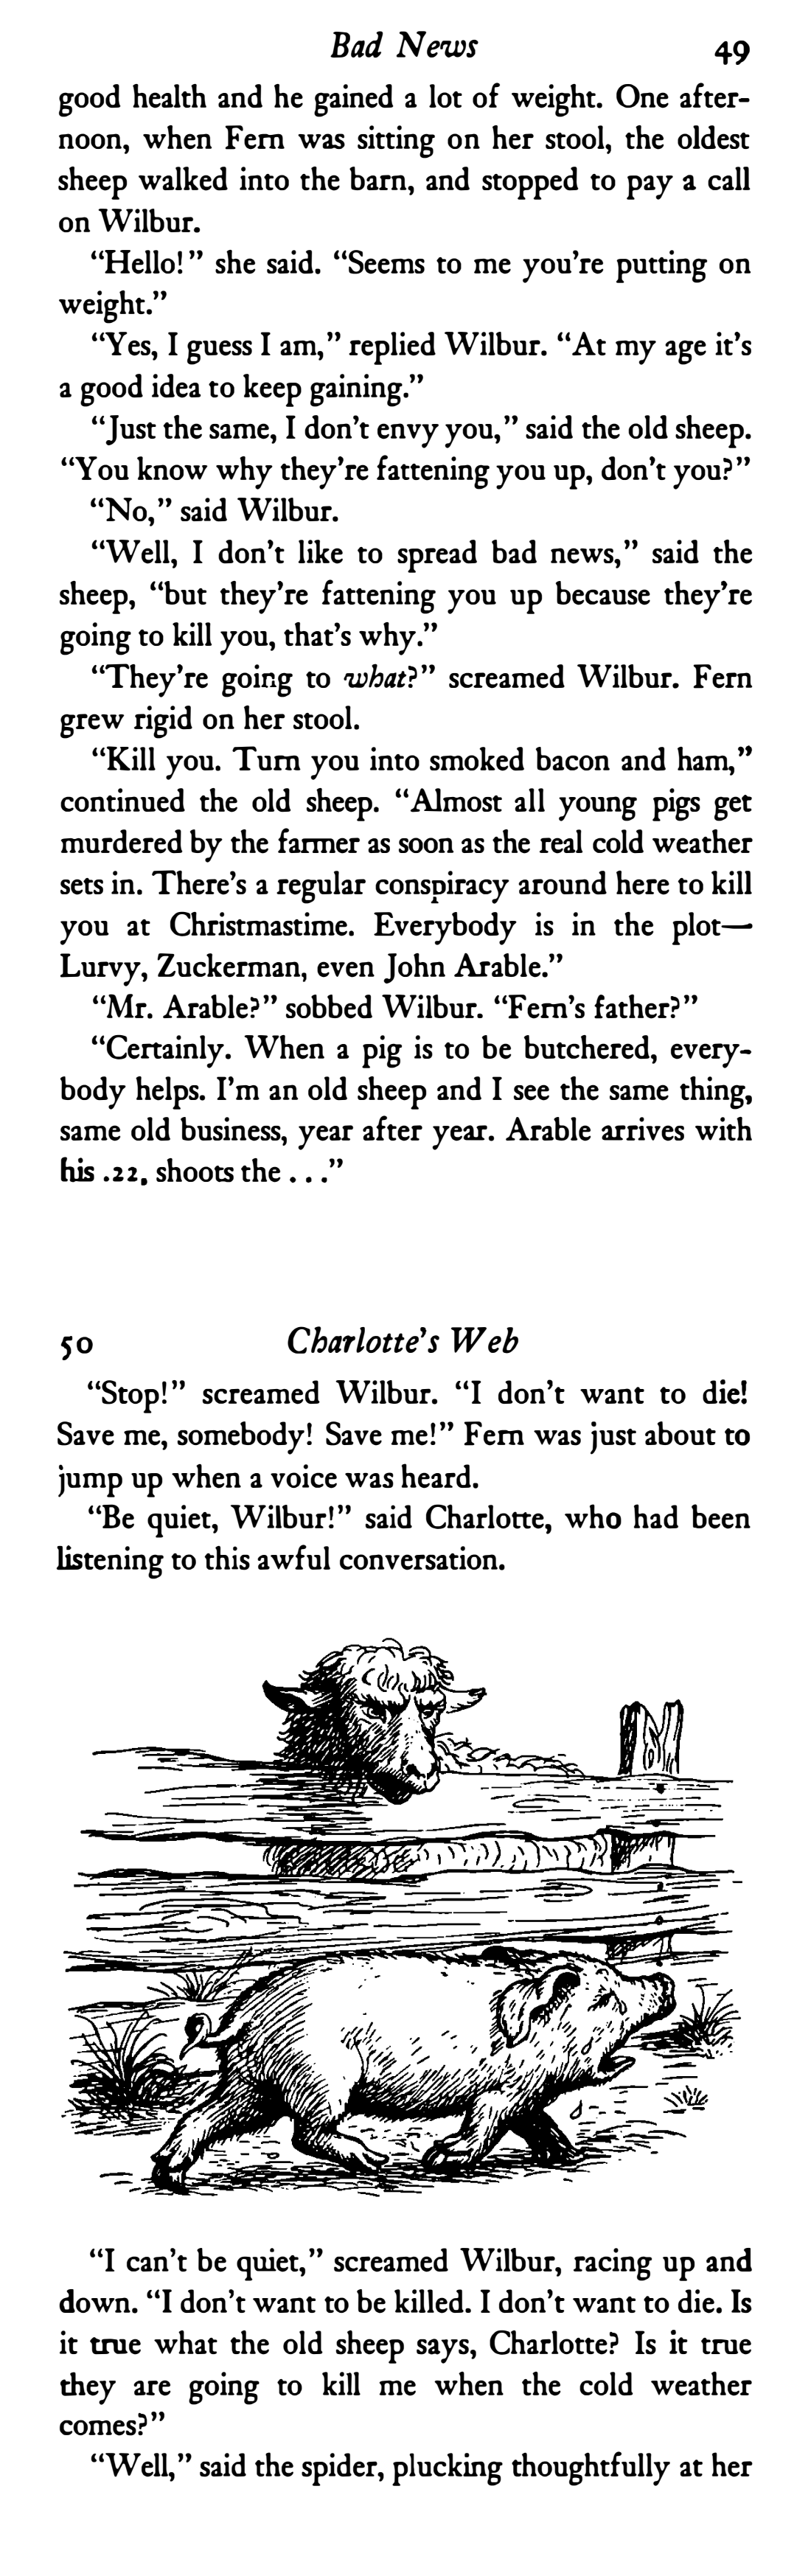 Bad News 49
good health and he gained a lot of weight. One after-
noon, when Fern was sitting on her stool, the oldest
sheep walked into the barn, and stopped to pay a call
on Wilbur.
“Hello!” she said. “Seems to me you’re putting on
weight.”
“Yes, I guess I am,” replied Wilbur. “At my age it’s
a good idea to keep gaining.”
“Just the same, I don’t envy you,” said the old sheep.
“You know why they’re fattening you up, don’t you?”
“No,” said Wilbur.
“Well, I don’t like to spread bad news,” said the
sheep, “but they’re fattening you up because they’re
going to kill you, that’s why.”
“They’re going to what?” screamed Wilbur. Fern
grew rigid on her stool.
“Kill you. Turn you into smoked bacon and ham,”
continued the old sheep. “Almost all young pigs get
murdered by the farmer as soon as the real cold weather
sets in. There’s a regular conspiracy around here to kill
you at Christmastime. Everybody is in the plot—
Lurvy, Zuckerman, even John Arable.”
“Mr. Arable?” sobbed Wilbur. “Fern’s father?”
“Certainly. When a pig is to be butchered, every-
body helps. I’m an old sheep and I see the same thing,
same old business, year after year. Arable arrives with
his .22, shoots the . . .”
50 Charlotte’s Web
“Stop!” screamed Wilbur. “I don’t want to die!
Save me, somebody! Save me!” Fern was just about to
jump up when a voice was heard.
“Be quiet, Wilbur!” said Charlotte, who had been
listening to this awful conversation.
“I can’t be quiet,” screamed Wilbur, racing up and
down. “I don’t want to be killed. I don’t want to die. Is
it true what the old sheep says, Charlotte? Is it true
they are going to kill me when the cold weather
comes?”
“Well,” said the spider, plucking thoughtfully at her